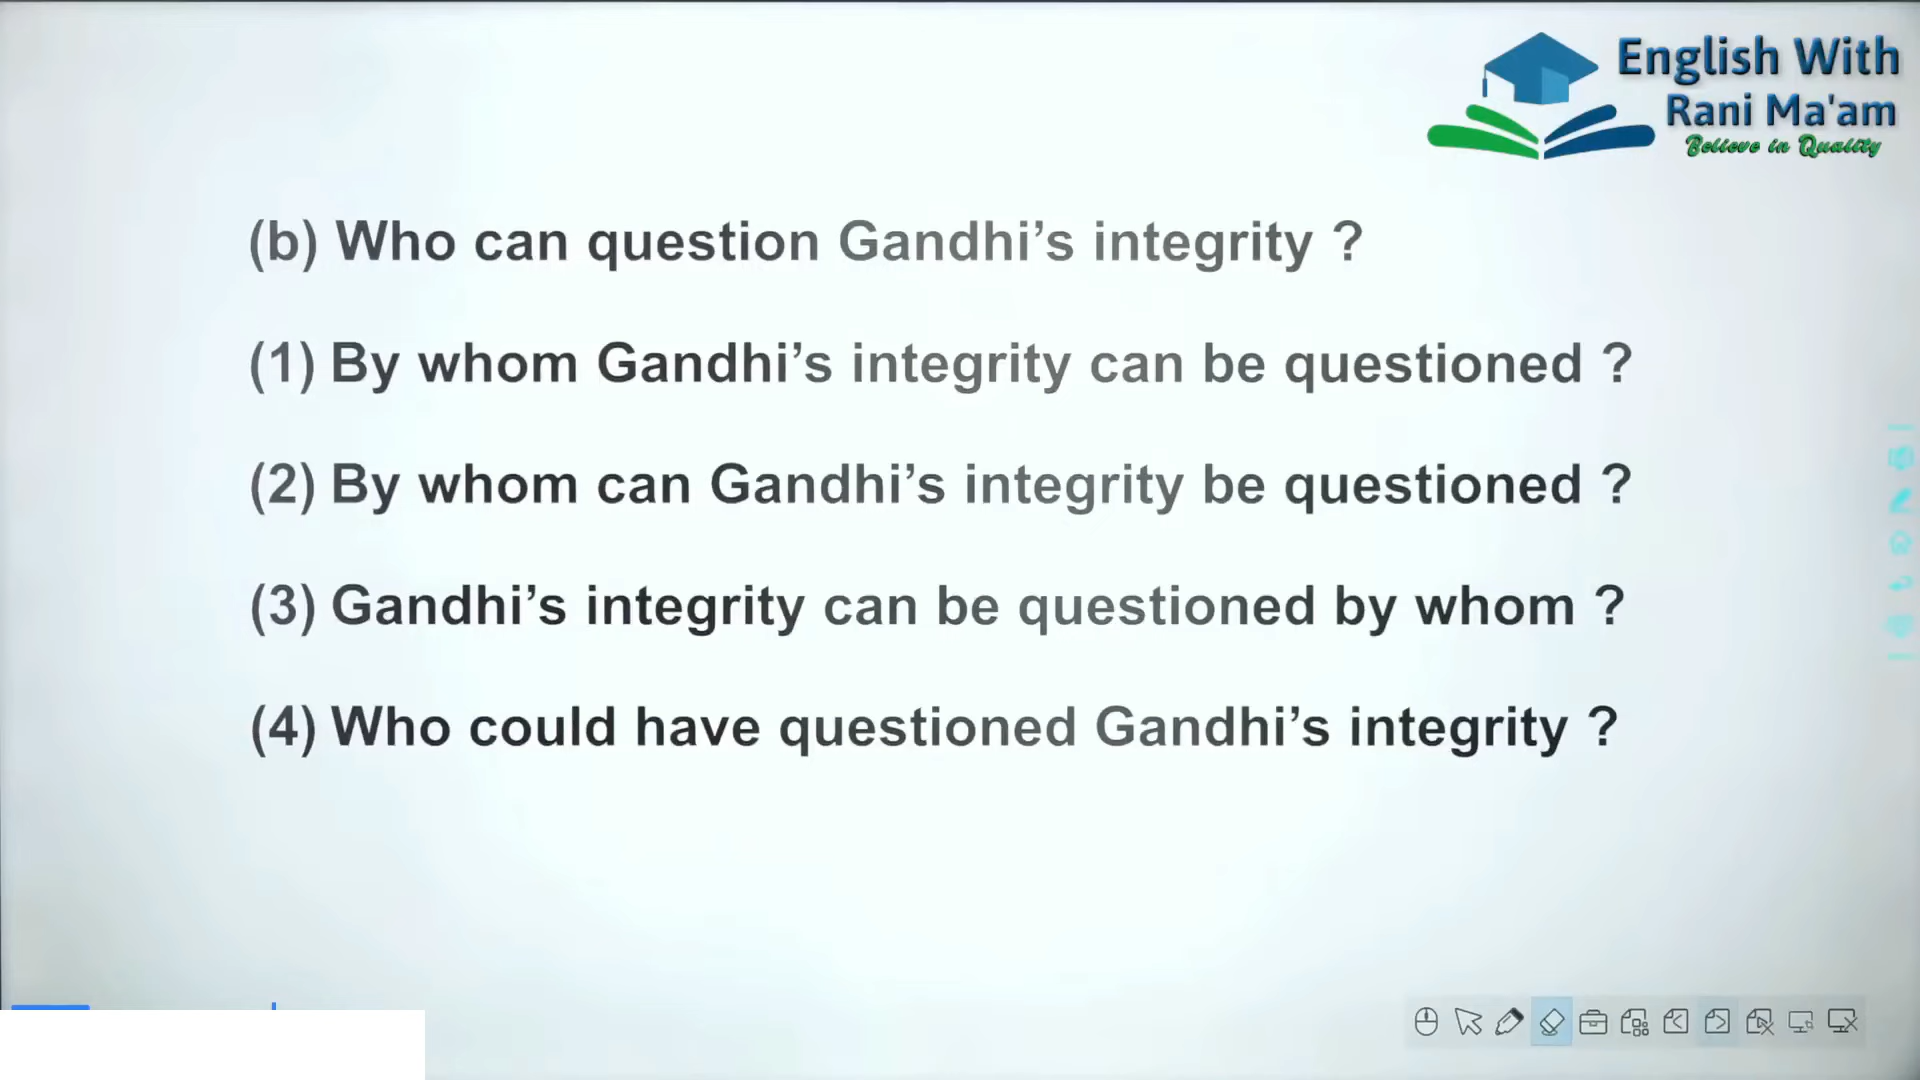 English With
Rani Ma'am
Believe in Quality
(b) Who can question Gandhi’s integrity ?
(1) By whom Gandhi’s integrity can be questioned ?
(2) By whom can Gandhi’s integrity be questioned ?
(3) Gandhi’s integrity can be questioned by whom ?
(4) Who could have questioned Gandhi’s integrity ?